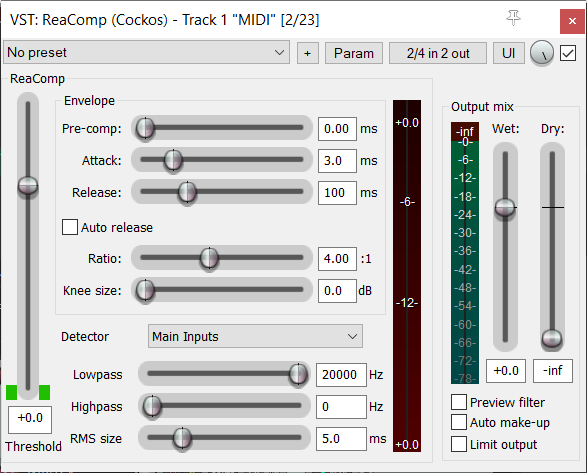 VST: ReaComp (Cockos) - Track 1 "MIDI" [2/23]
No preset
+
Param
2/4 in 2 out
UI
ReaComp
Envelope
Pre-comp: 0.00 ms
Attack: 3.0 ms
Release: 100 ms
Auto release
Ratio: 4.00 :1
Knee size: 0.0 dB
Detector Main Inputs
Lowpass 20000 Hz
Highpass 0 Hz
RMS size 5.0 ms
+0.0
Threshold
+0.0
-6-
-12-
+0.0
Output mix
-inf
-0-
-6-
-12-
-18-
-24-
-30-
-36-
-42-
-48-
-54-
-60-
-66-
-72-
-78-
Wet: Dry:
+0.0 -inf
Preview filter
Auto make-up
Limit output